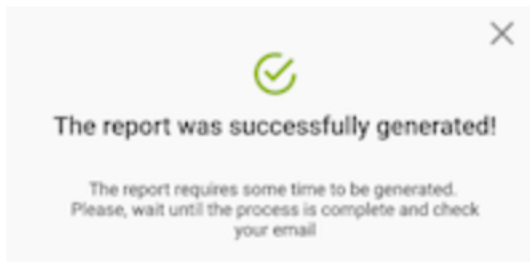 The report was successfully generated!
The report requires some time to be generated.
Please, wait until the process is complete and check
your email